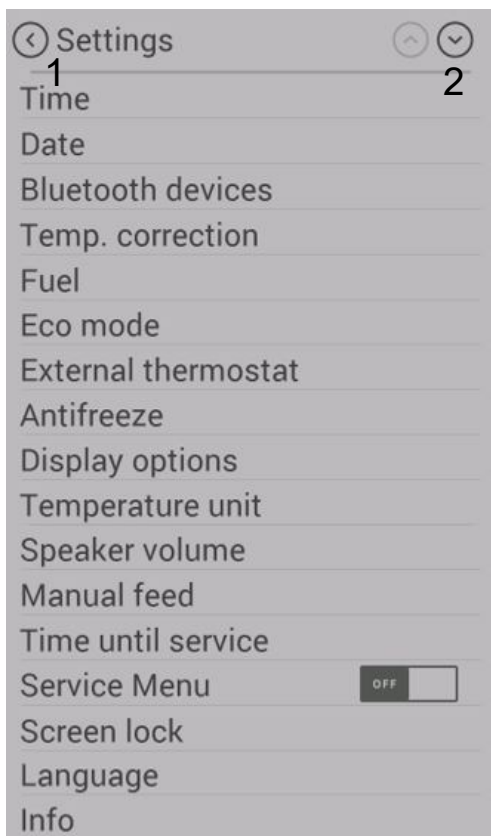 Settings
1
2
Time
Date
Bluetooth devices
Temp. correction
Fuel
Eco mode
External thermostat
Antifreeze
Display options
Temperature unit
Speaker volume
Manual feed
Time until service
Service Menu OFF
Screen lock
Language
Info